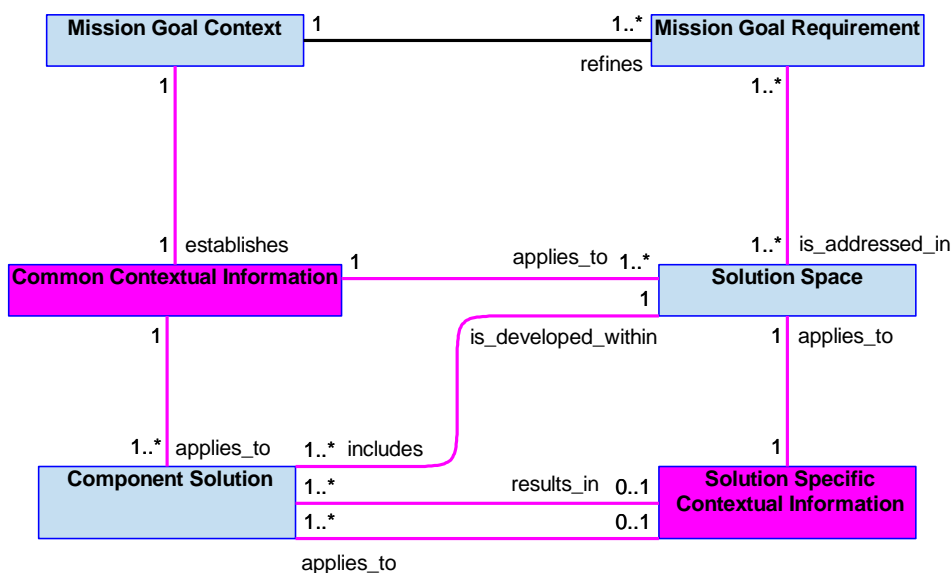 Mission Goal Context
1
1..*
Mission Goal Requirement
refines
1
1..*
1
establishes
1..*
is_addressed_in
Common Contextual Information
1
applies_to
1..*
Solution Space
1
1
is_developed_within
1
applies_to
1..*
applies_to
1..*
includes
1
Component Solution
1..*
results_in
0..1
Solution Specific
Contextual Information
1..*
0..1
applies_to